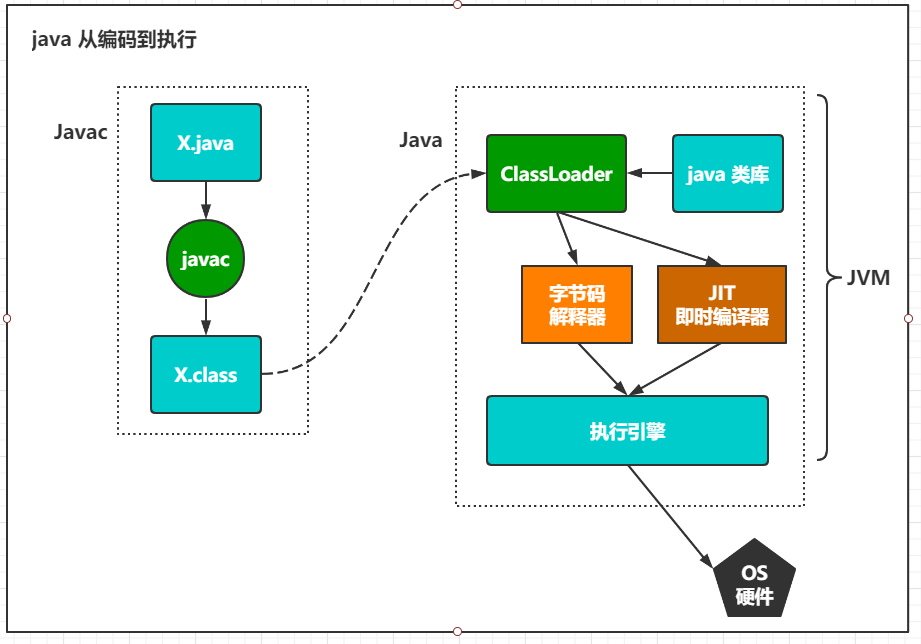 java 从编码到执行
Javac
X.java
javac
X.class
Java
ClassLoader
java 类库
字节码
解释器
JIT
即时编译器
执行引擎
JVM
OS
硬件